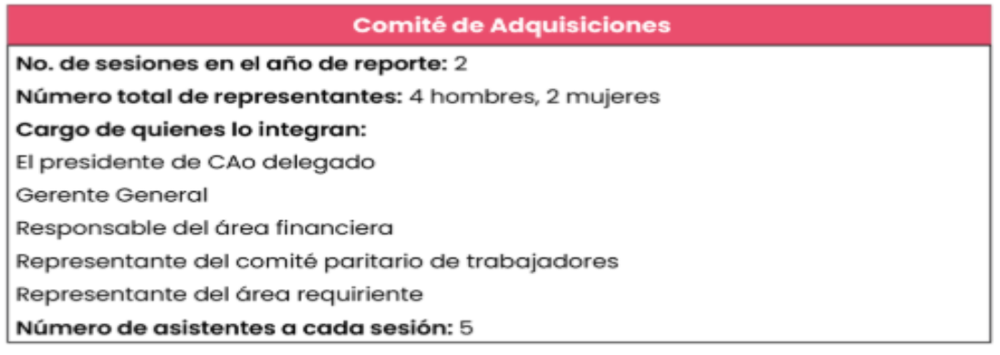 Comité de Adquisiciones
No. de sesiones en el año de reporte: 2
Número total de representantes: 4 hombres, 2 mujeres
Cargo de quienes lo integran:
El presidente de CAo delegado
Gerente General
Responsable del área financiera
Representante del comité paritario de trabajadores
Representante del área requiriente
Número de asistentes a cada sesión: 5